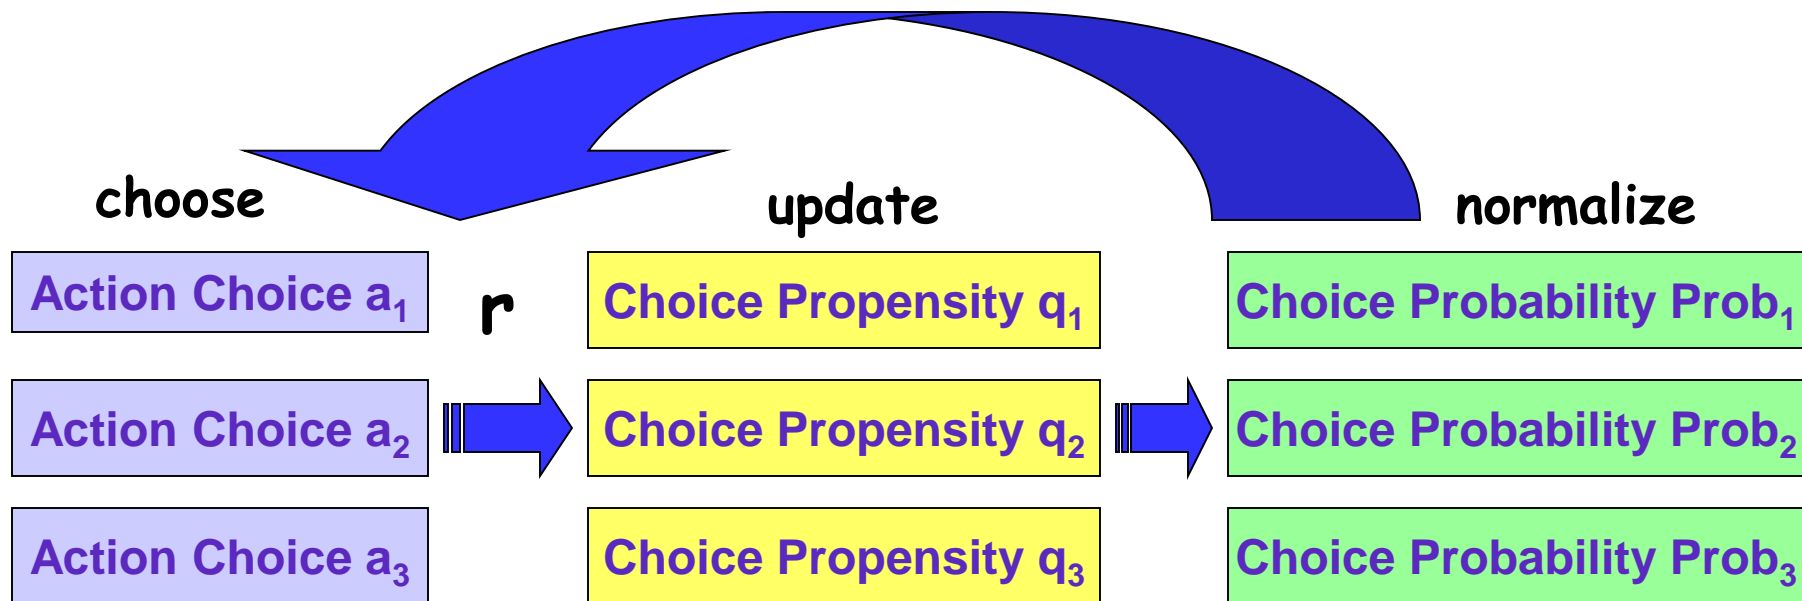 choose
update
normalize
Action Choice a₁
r
Choice Propensity q₁
Choice Probability Prob₁
Action Choice a₂
Choice Propensity q₂
Choice Probability Prob₂
Action Choice a₃
Choice Propensity q₃
Choice Probability Prob₃